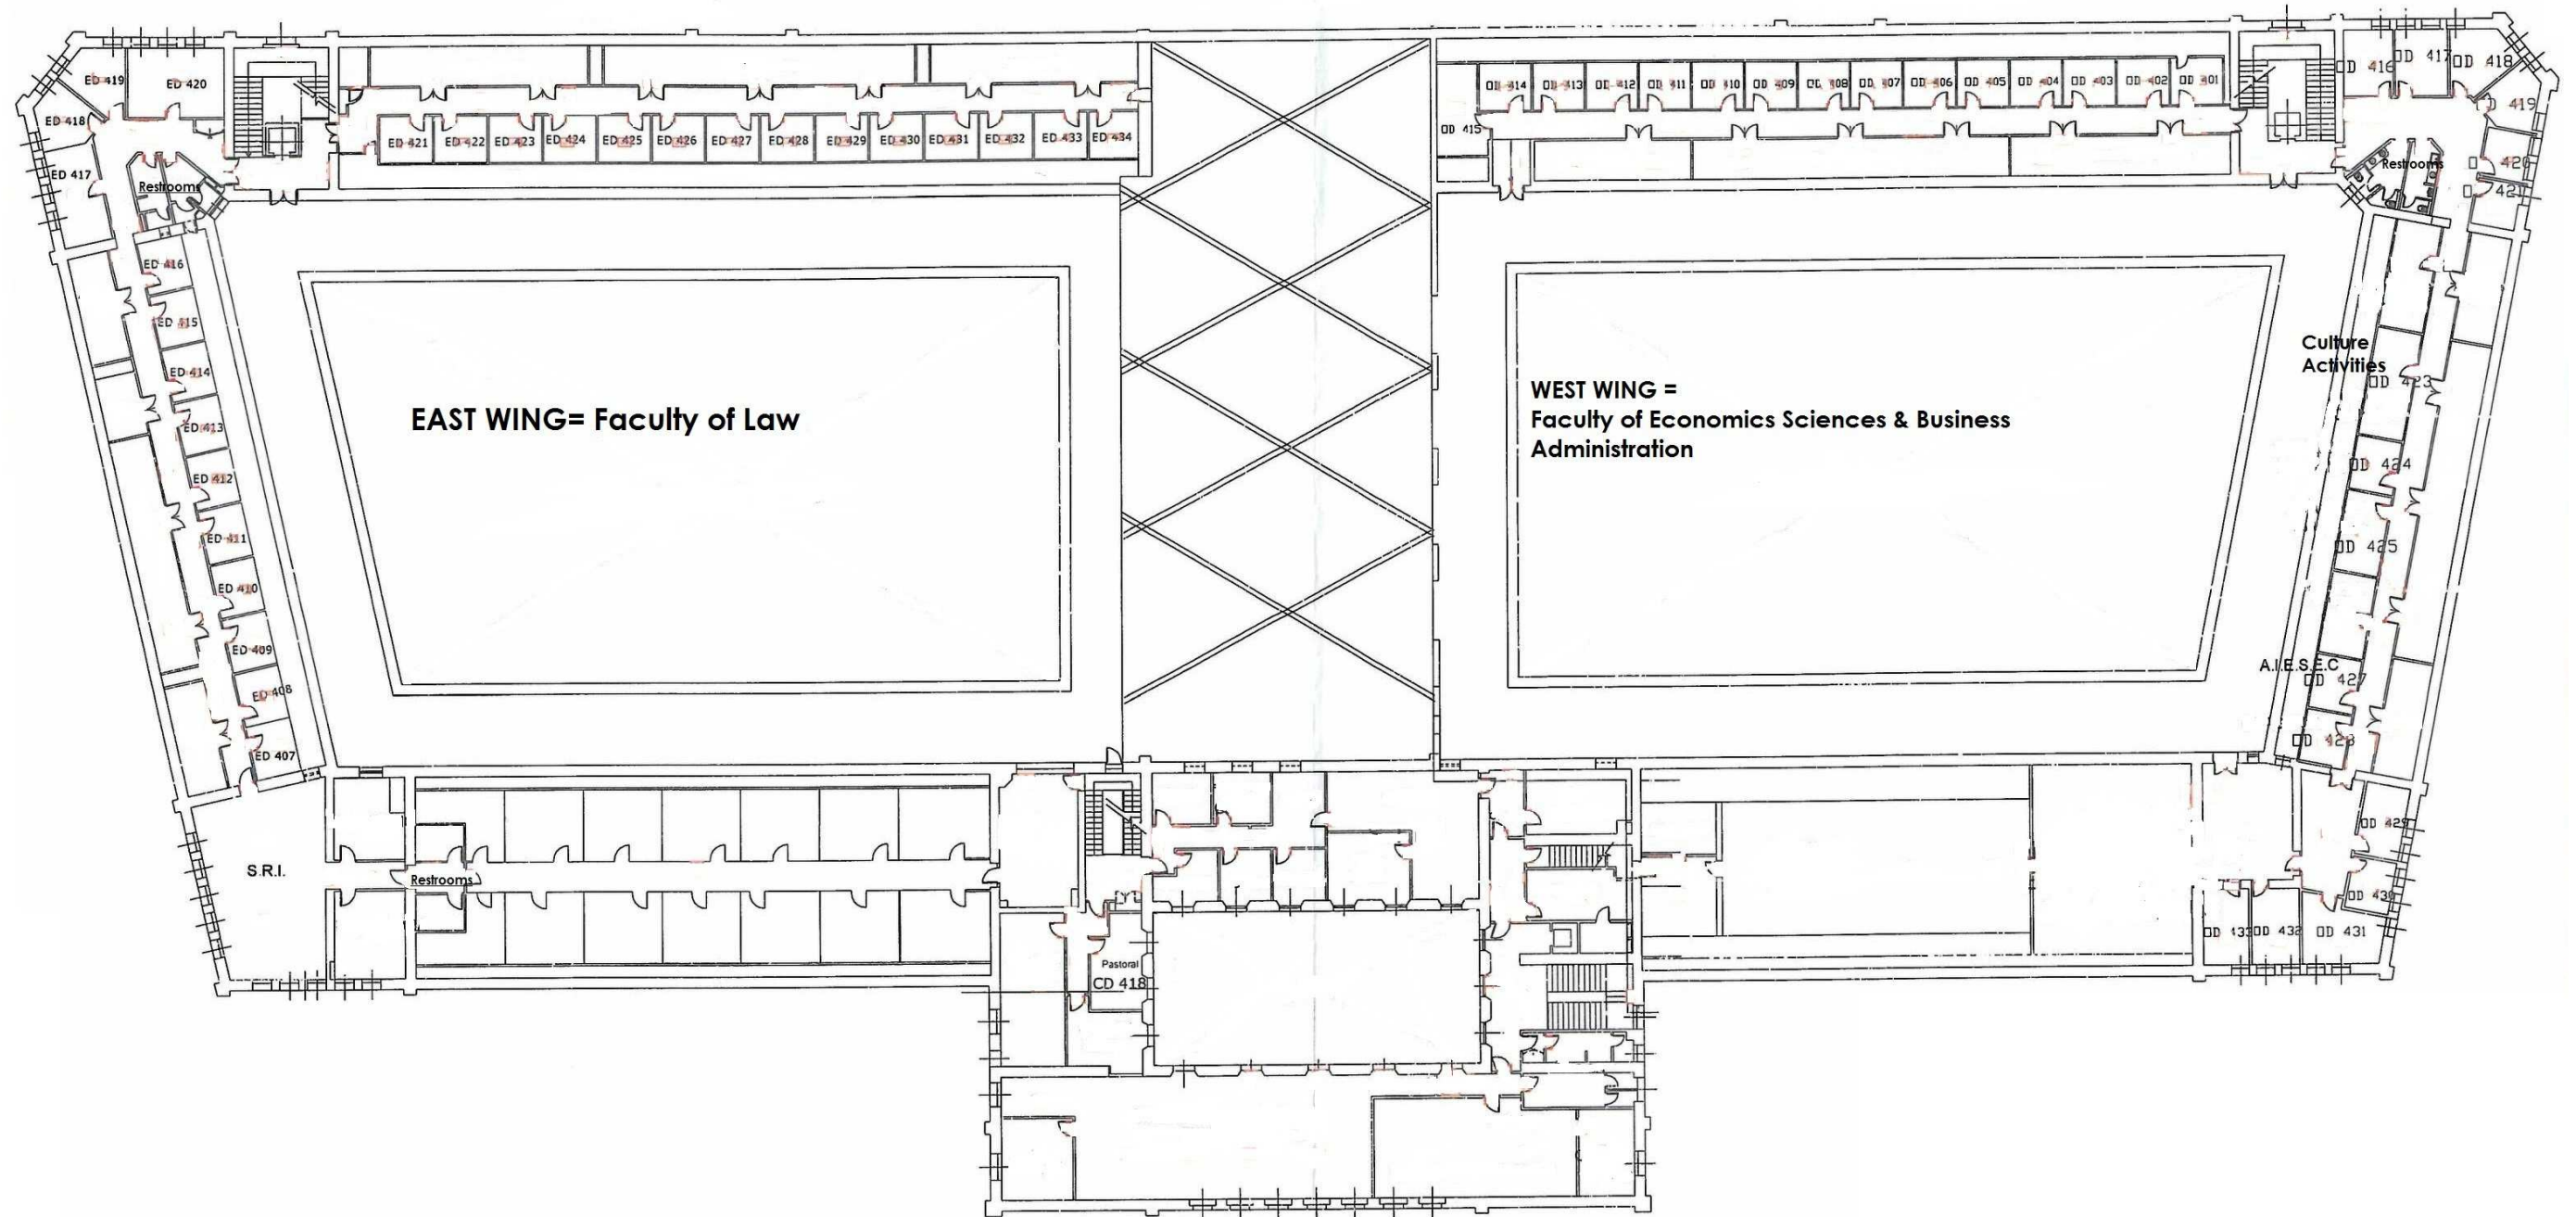 ED 419
ED 420
ED 418
ED 417
Restrooms
ED 421
ED 422
ED 423
ED 424
ED 425
ED 426
ED 427
ED 428
ED 429
ED 430
ED 431
ED 432
ED 433
ED 434
ED 416
ED 415
ED 414
ED 413
ED 412
ED 411
ED 410
ED 409
ED 408
ED 407
S.R.I.
Restrooms
EAST WING= Faculty of Law
Pastoral
CD 418
OD 414
OD 413
OD 412
OD 411
OD 410
OD 409
OD 408
OD 407
OD 406
OD 405
OD 404
OD 403
OD 402
OD 401
OD 415
OD 416
OD 417
OD 418
OD 419
Restrooms
O 420
O 421
WEST WING =
Faculty of Economics Sciences & Business
Administration
Culture
Activities
OD 423
OD 424
OD 425
A.I.E.S.E.C
OD 427
OD 428
OD 429
OD 430
OD 433
OD 432
OD 431